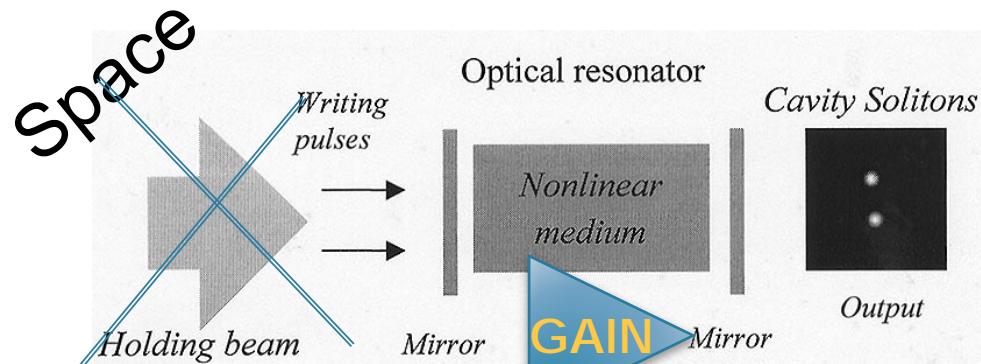 Space
Optical resonator
Writing
pulses
Cavity Solitons
Nonlinear
medium
Output
Holding beam
Mirror
GAIN
Mirror